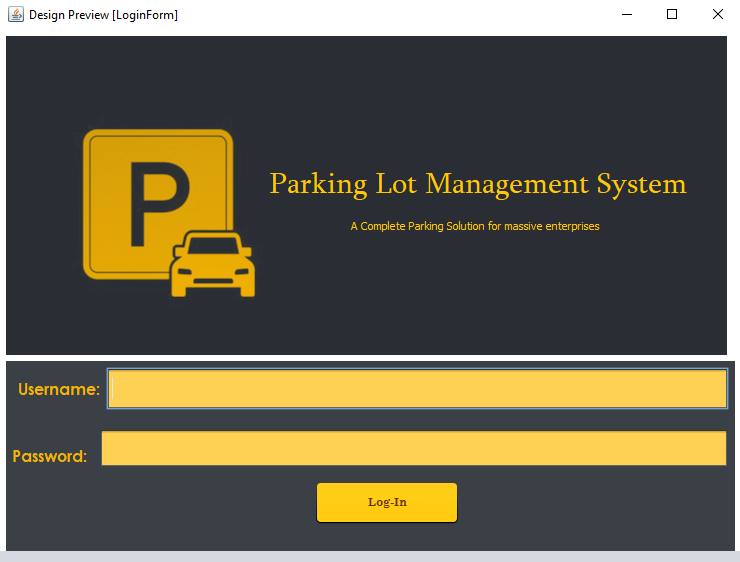 Design Preview [LoginForm]
P
Parking Lot Management System
A Complete Parking Solution for massive enterprises
Username:
Password:
Log-In